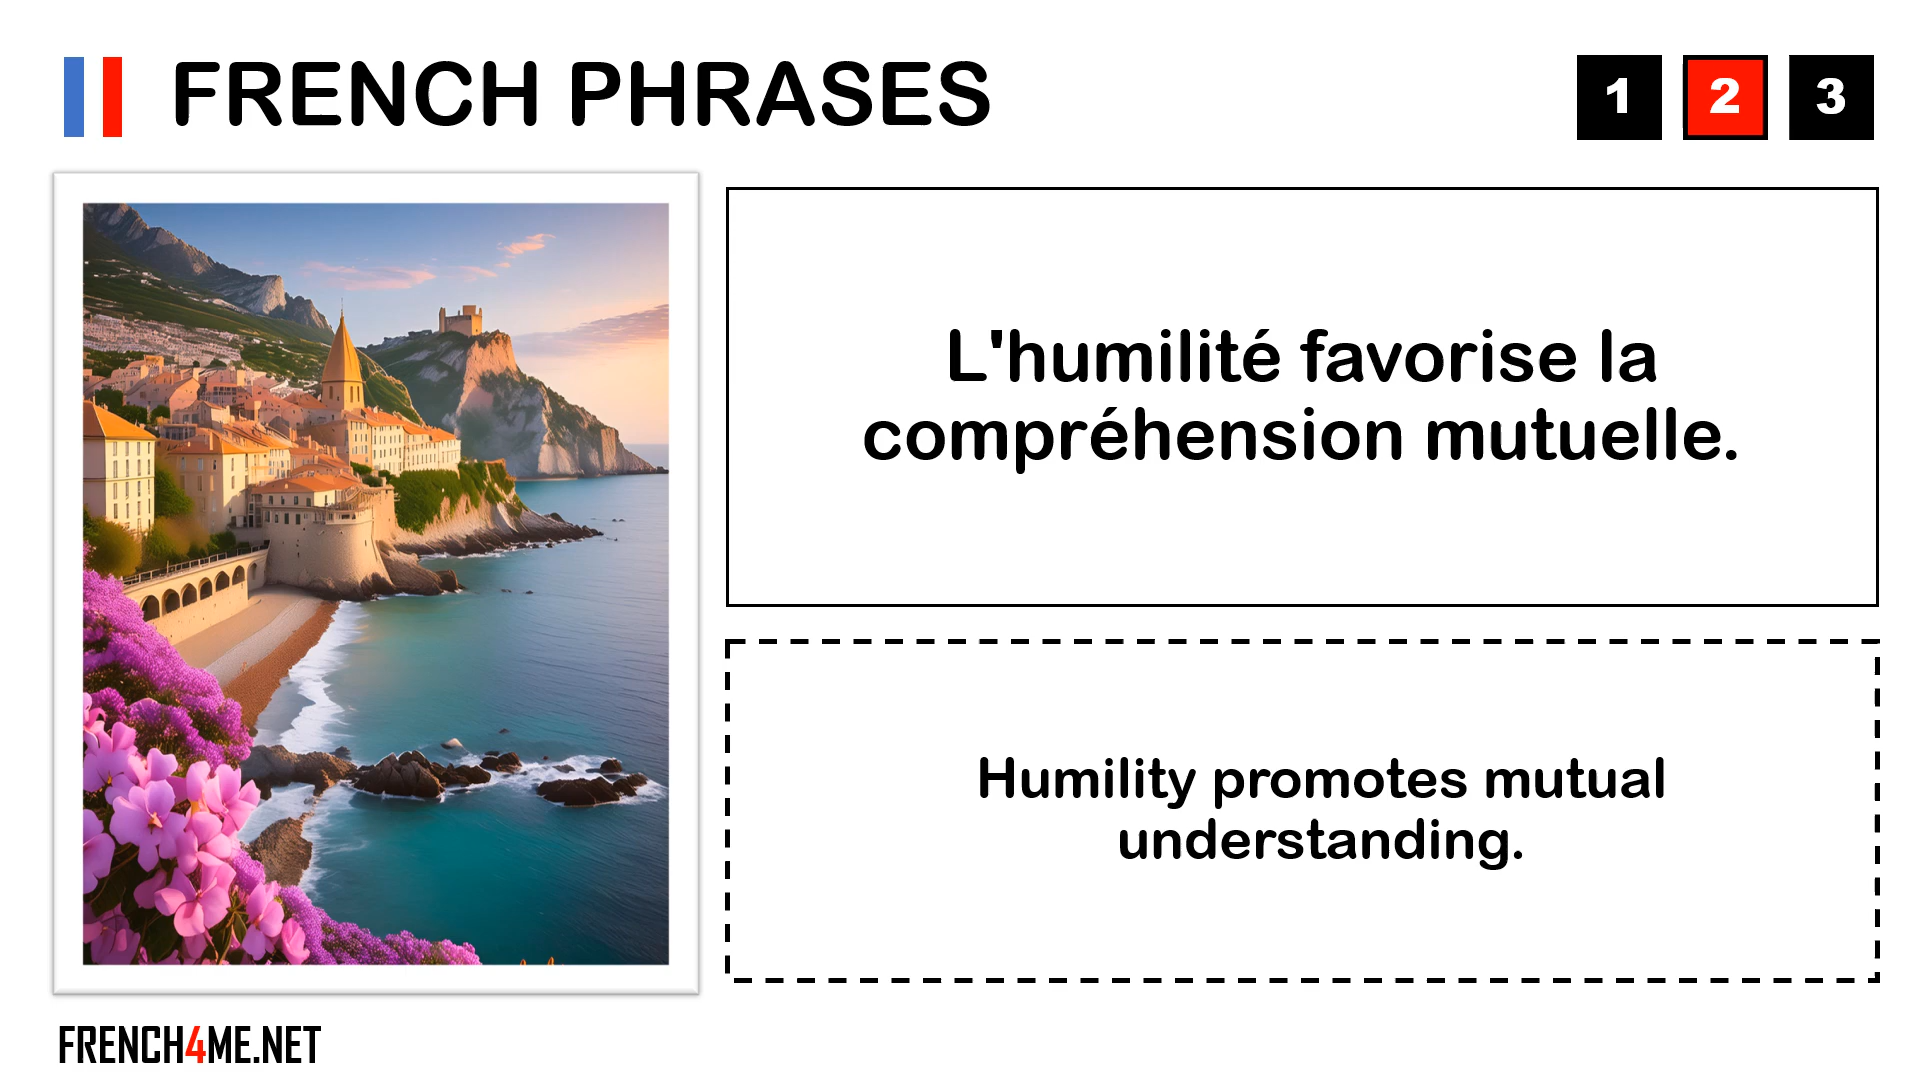 FRENCH PHRASES
1 2 3
L'humilité favorise la
compréhension mutuelle.
Humility promotes mutual
understanding.
FRENCH4ME.NET